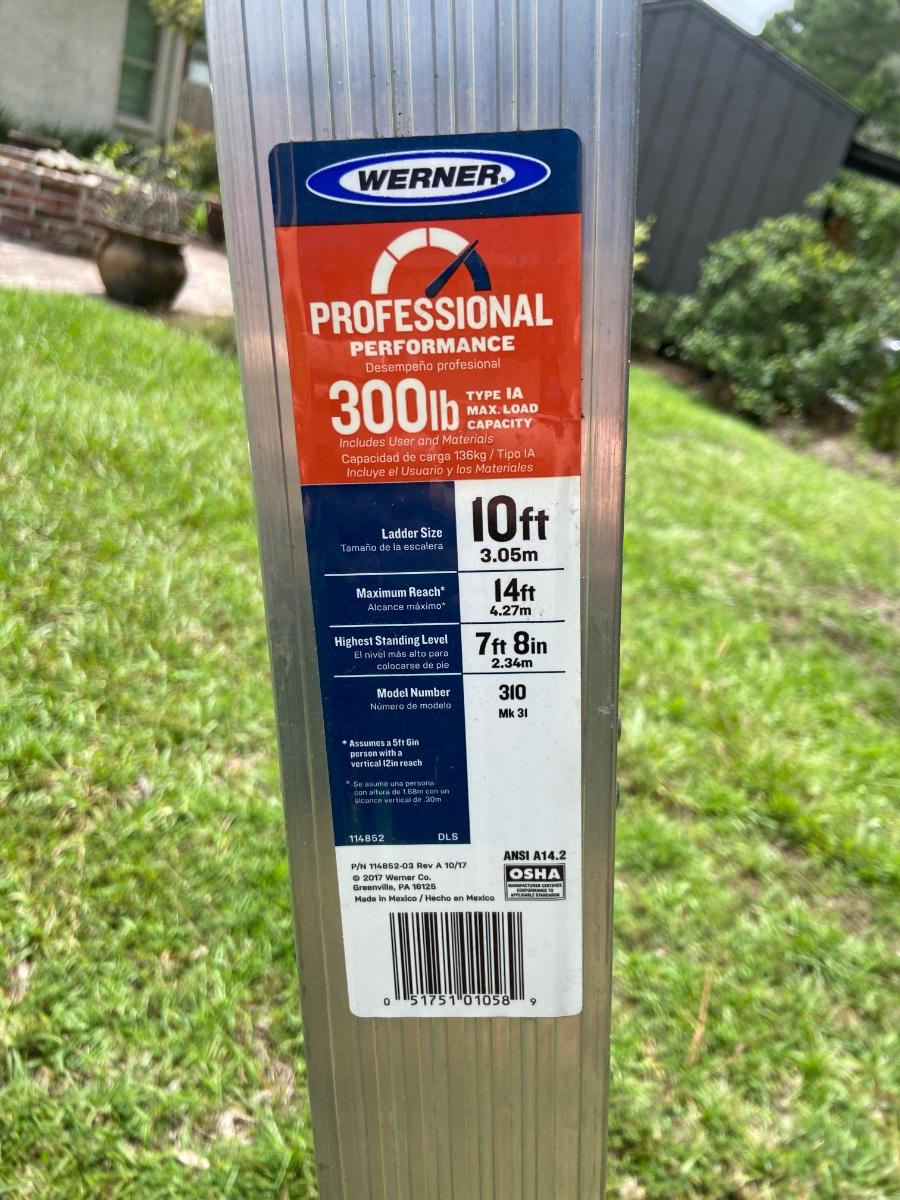 WERNER®
PROFESSIONAL
PERFORMANCE
Desempeño profesional
300lb TYPE IA MAX. LOAD CAPACITY
Includes User and Materials
Capacidad de carga 136kg / Tipo IA
Incluye el Usuario y los Materiales
Ladder Size
Tamaño de la escalera
10ft
3.05m
Maximum Reach*
Alcance máximo*
14ft
4.27m
Highest Standing Level
El nivel más alto para
colocarse de pie
7ft 8in
2.34m
Model Number
Número de modelo
310
Mk 31
* Assumes a 5ft 6in
person with a
vertical 12in reach
* Se asume una persona
con altura de 1.68m con un
alcance vertical de .30m
114852 DLS
P/N 114852-03 Rev A 10/17
© 2017 Werner Co.
Greenville, PA 16125
Made in Mexico / Hecho en Mexico
ANSI A14.2
OSHA
MANUFACTURER CERTIFIES
CONFORMANCE TO
APPLICABLE STANDARDS
0 51751 01058 9